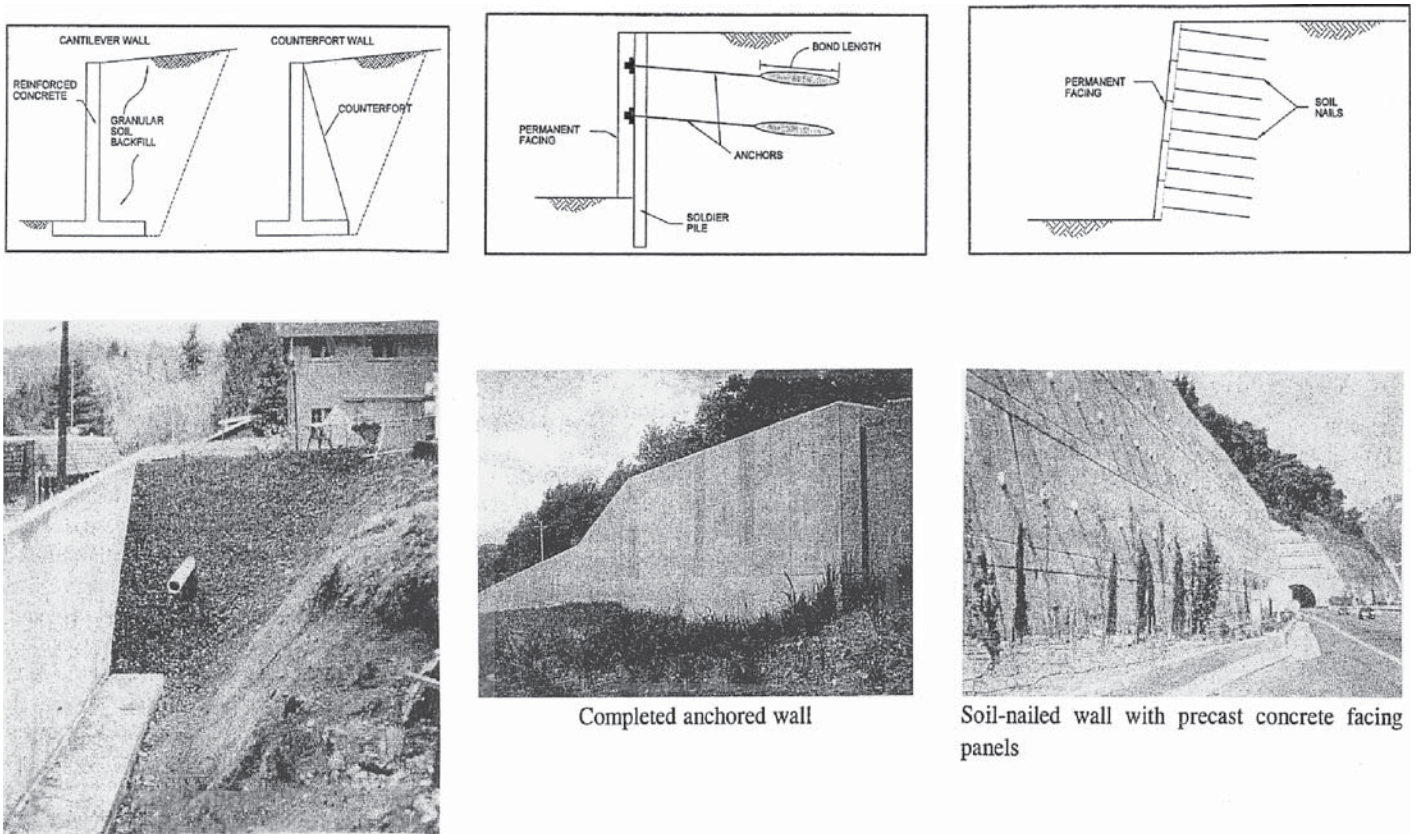 CANTILEVER WALL
COUNTERFORT WALL
REINFORCED
CONCRETE
GRANULAR
SOIL
BACKFILL
COUNTERFORT
BOND LENGTH
PERMANENT
FACING
ANCHORS
SOLDIER
PILE
PERMANENT
FACING
SOIL
NAILS
Completed anchored wall
Soil-nailed wall with precast concrete facing
panels